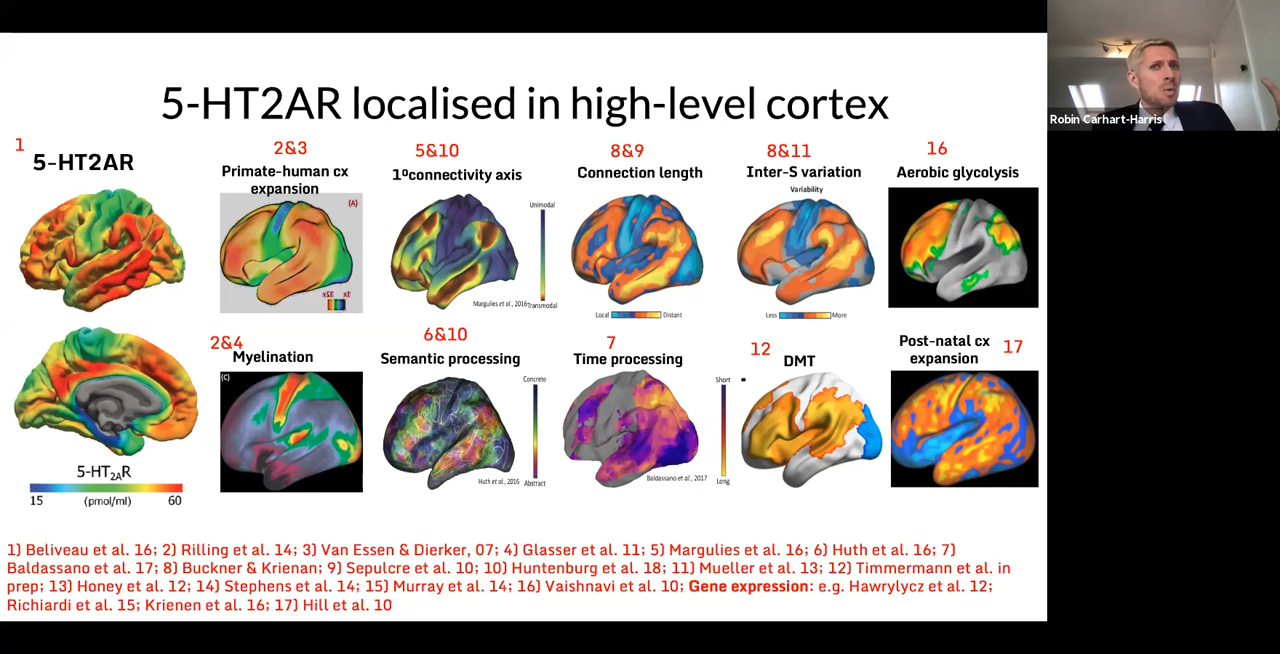 5-HT2AR localised in high-level cortex
Robin Carhart-Harris
1
5-HT2AR
2&3
Primate-human cx
expansion
(A)
5&10
1ºconnectivity axis
Unimodal
Margulies et al., 2016
Transmodal
8&9
Connection length
Local
Distant
8&11
Inter-S variation
Variability
Less
More
16
Aerobic glycolysis
2&4
Myelination
(C)
6&10
Semantic processing
Concrete
Huth et al., 2016
Abstract
7
Time processing
Short
Baldassano et al., 2017
Long
12
DMT
Post-natal cx
expansion
17
5-HT2AR
15
(pmol/ml)
60
1) Beliveau et al. 16; 2) Rilling et al. 14; 3) Van Essen & Dierker, 07; 4) Glasser et al. 11; 5) Margulies et al. 16; 6) Huth et al. 16; 7)
Baldassano et al. 17; 8) Buckner & Krienan; 9) Sepulcre et al. 10; 10) Huntenburg et al. 18; 11) Mueller et al. 13; 12) Timmermann et al. in
prep; 13) Honey et al. 12; 14) Stephens et al. 14; 15) Murray et al. 14; 16) Vaishnavi et al. 10; Gene expression: e.g. Hawrylycz et al. 12;
Richiardi et al. 15; Krienen et al. 16; 17) Hill et al. 10